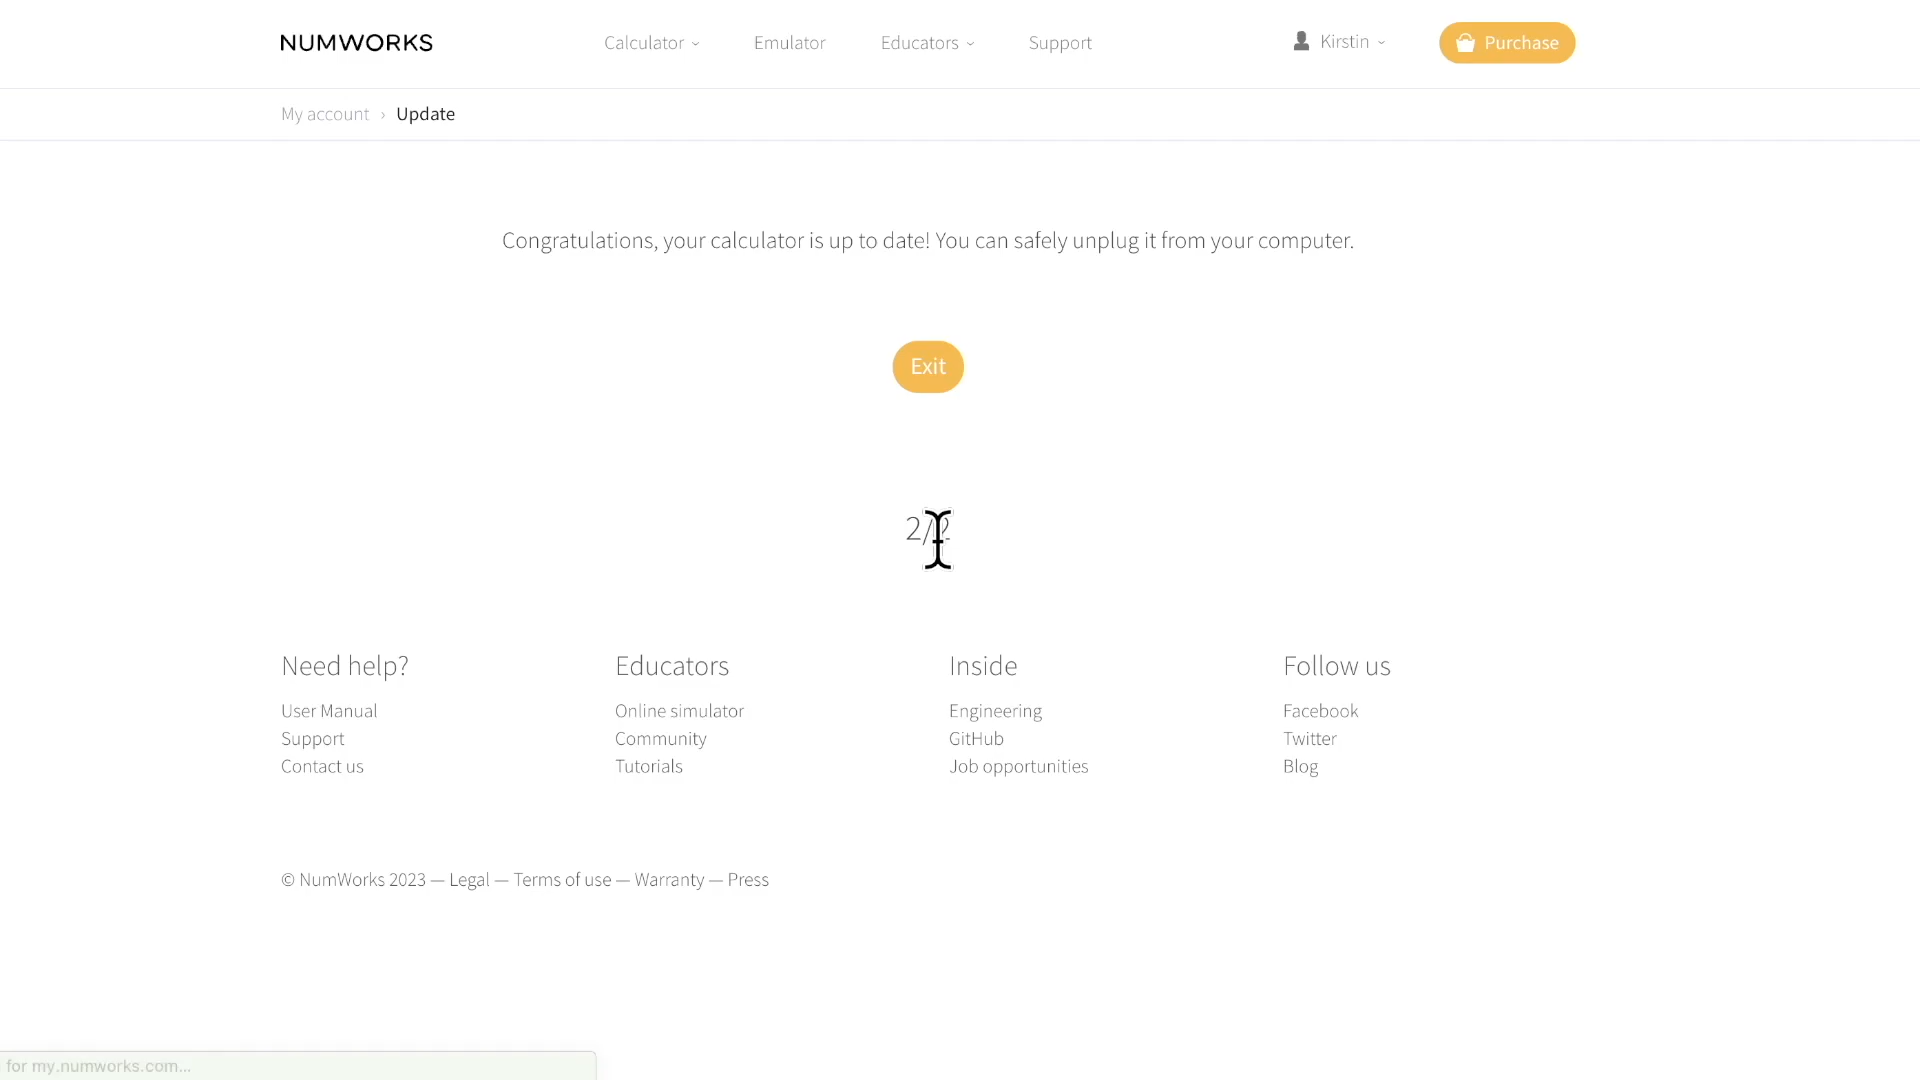 NUMWORKS
Calculator
Emulator
Educators
Support
Kirstin
Purchase
My account › Update
Congratulations, your calculator is up to date! You can safely unplug it from your computer.
Exit
2/2
Need help?
User Manual
Support
Contact us
Educators
Online simulator
Community
Tutorials
Inside
Engineering
GitHub
Job opportunities
Follow us
Facebook
Twitter
Blog
© NumWorks 2023 — Legal — Terms of use — Warranty — Press
for my.numworks.com...